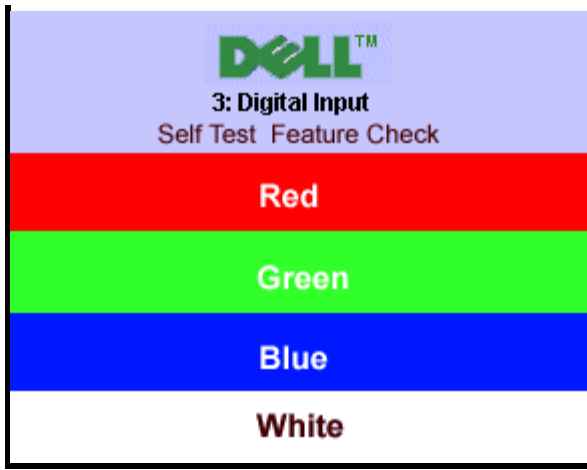 DELL™
3: Digital Input
Self Test Feature Check
Red
Green
Blue
White